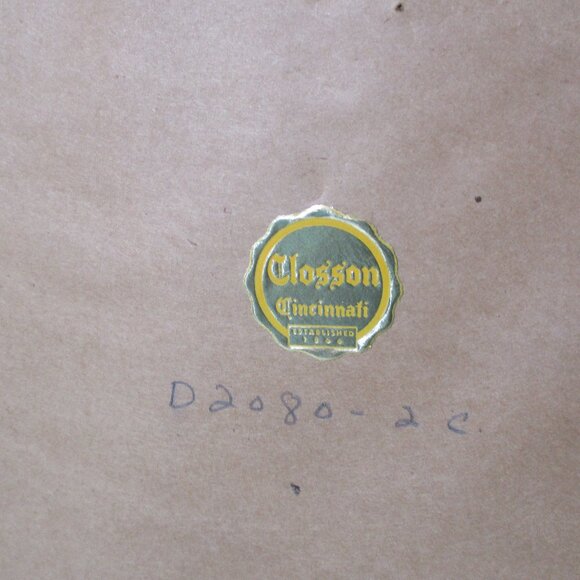 Closson
Cincinnati
ESTABLISHED
1866
D2080-2C.